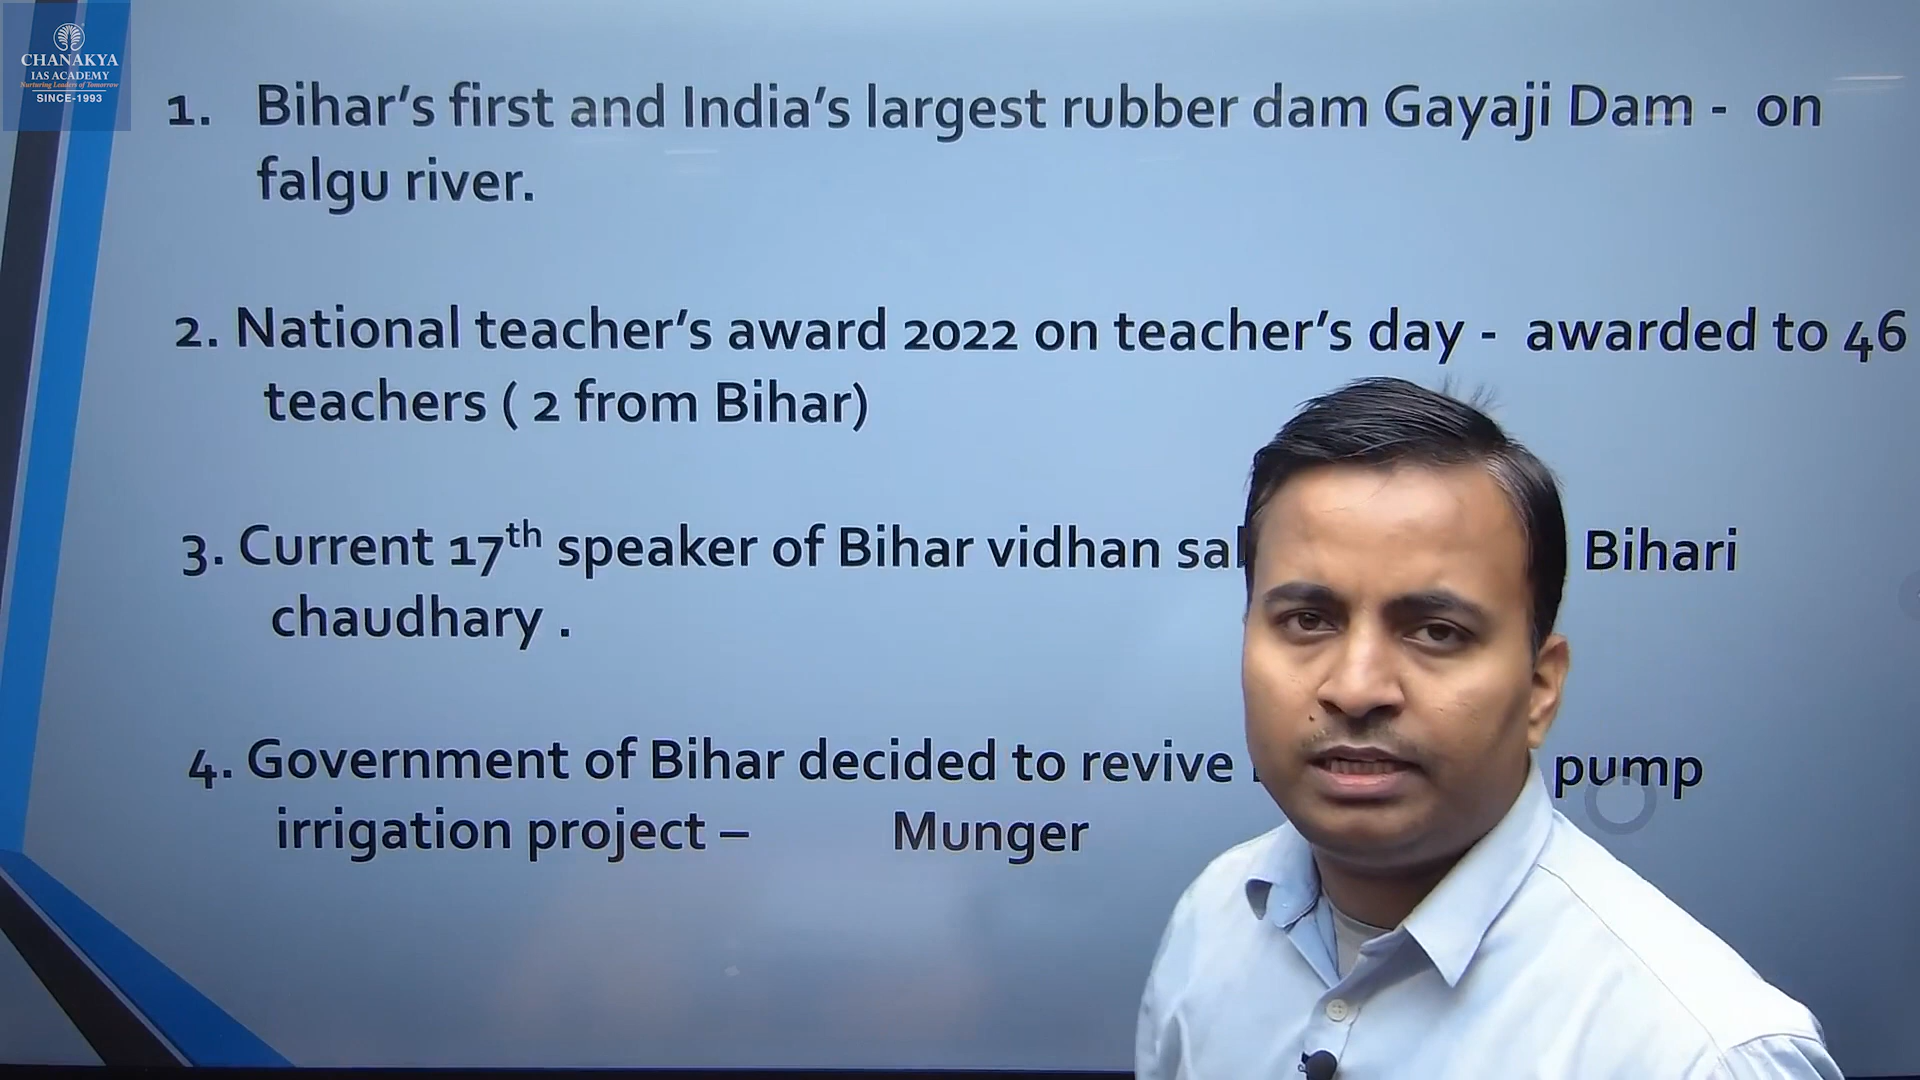 CHANAKYA
IAS ACADEMY
Nurturing Leaders of Tomorrow
SINCE-1993
1. Bihar's first and India's largest rubber dam Gayaji Dam - on
falgu river.
2. National teacher's award 2022 on teacher's day - awarded to 46
teachers ( 2 from Bihar)
3. Current 17th speaker of Bihar vidhan Bihari
chaudhary .
4. Government of Bihar decided to revive pump
irrigation project – Munger